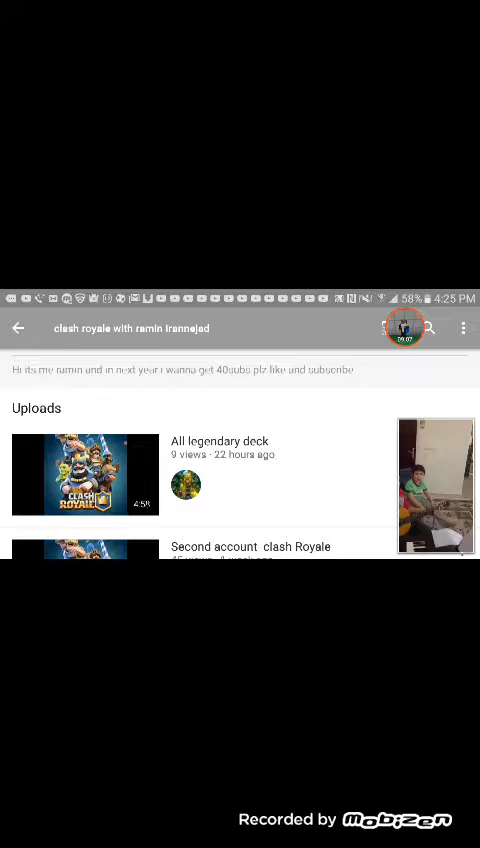 58% 4:25 PM
clash royale with ramin irannejad
09:07
Hi its me ramin and in next year i wanna get 40subs plz like and subscribe
Uploads
All legendary deck
9 views · 22 hours ago
CLASH
ROYALE
4:58
Second account clash Royale
Recorded by Mobizen